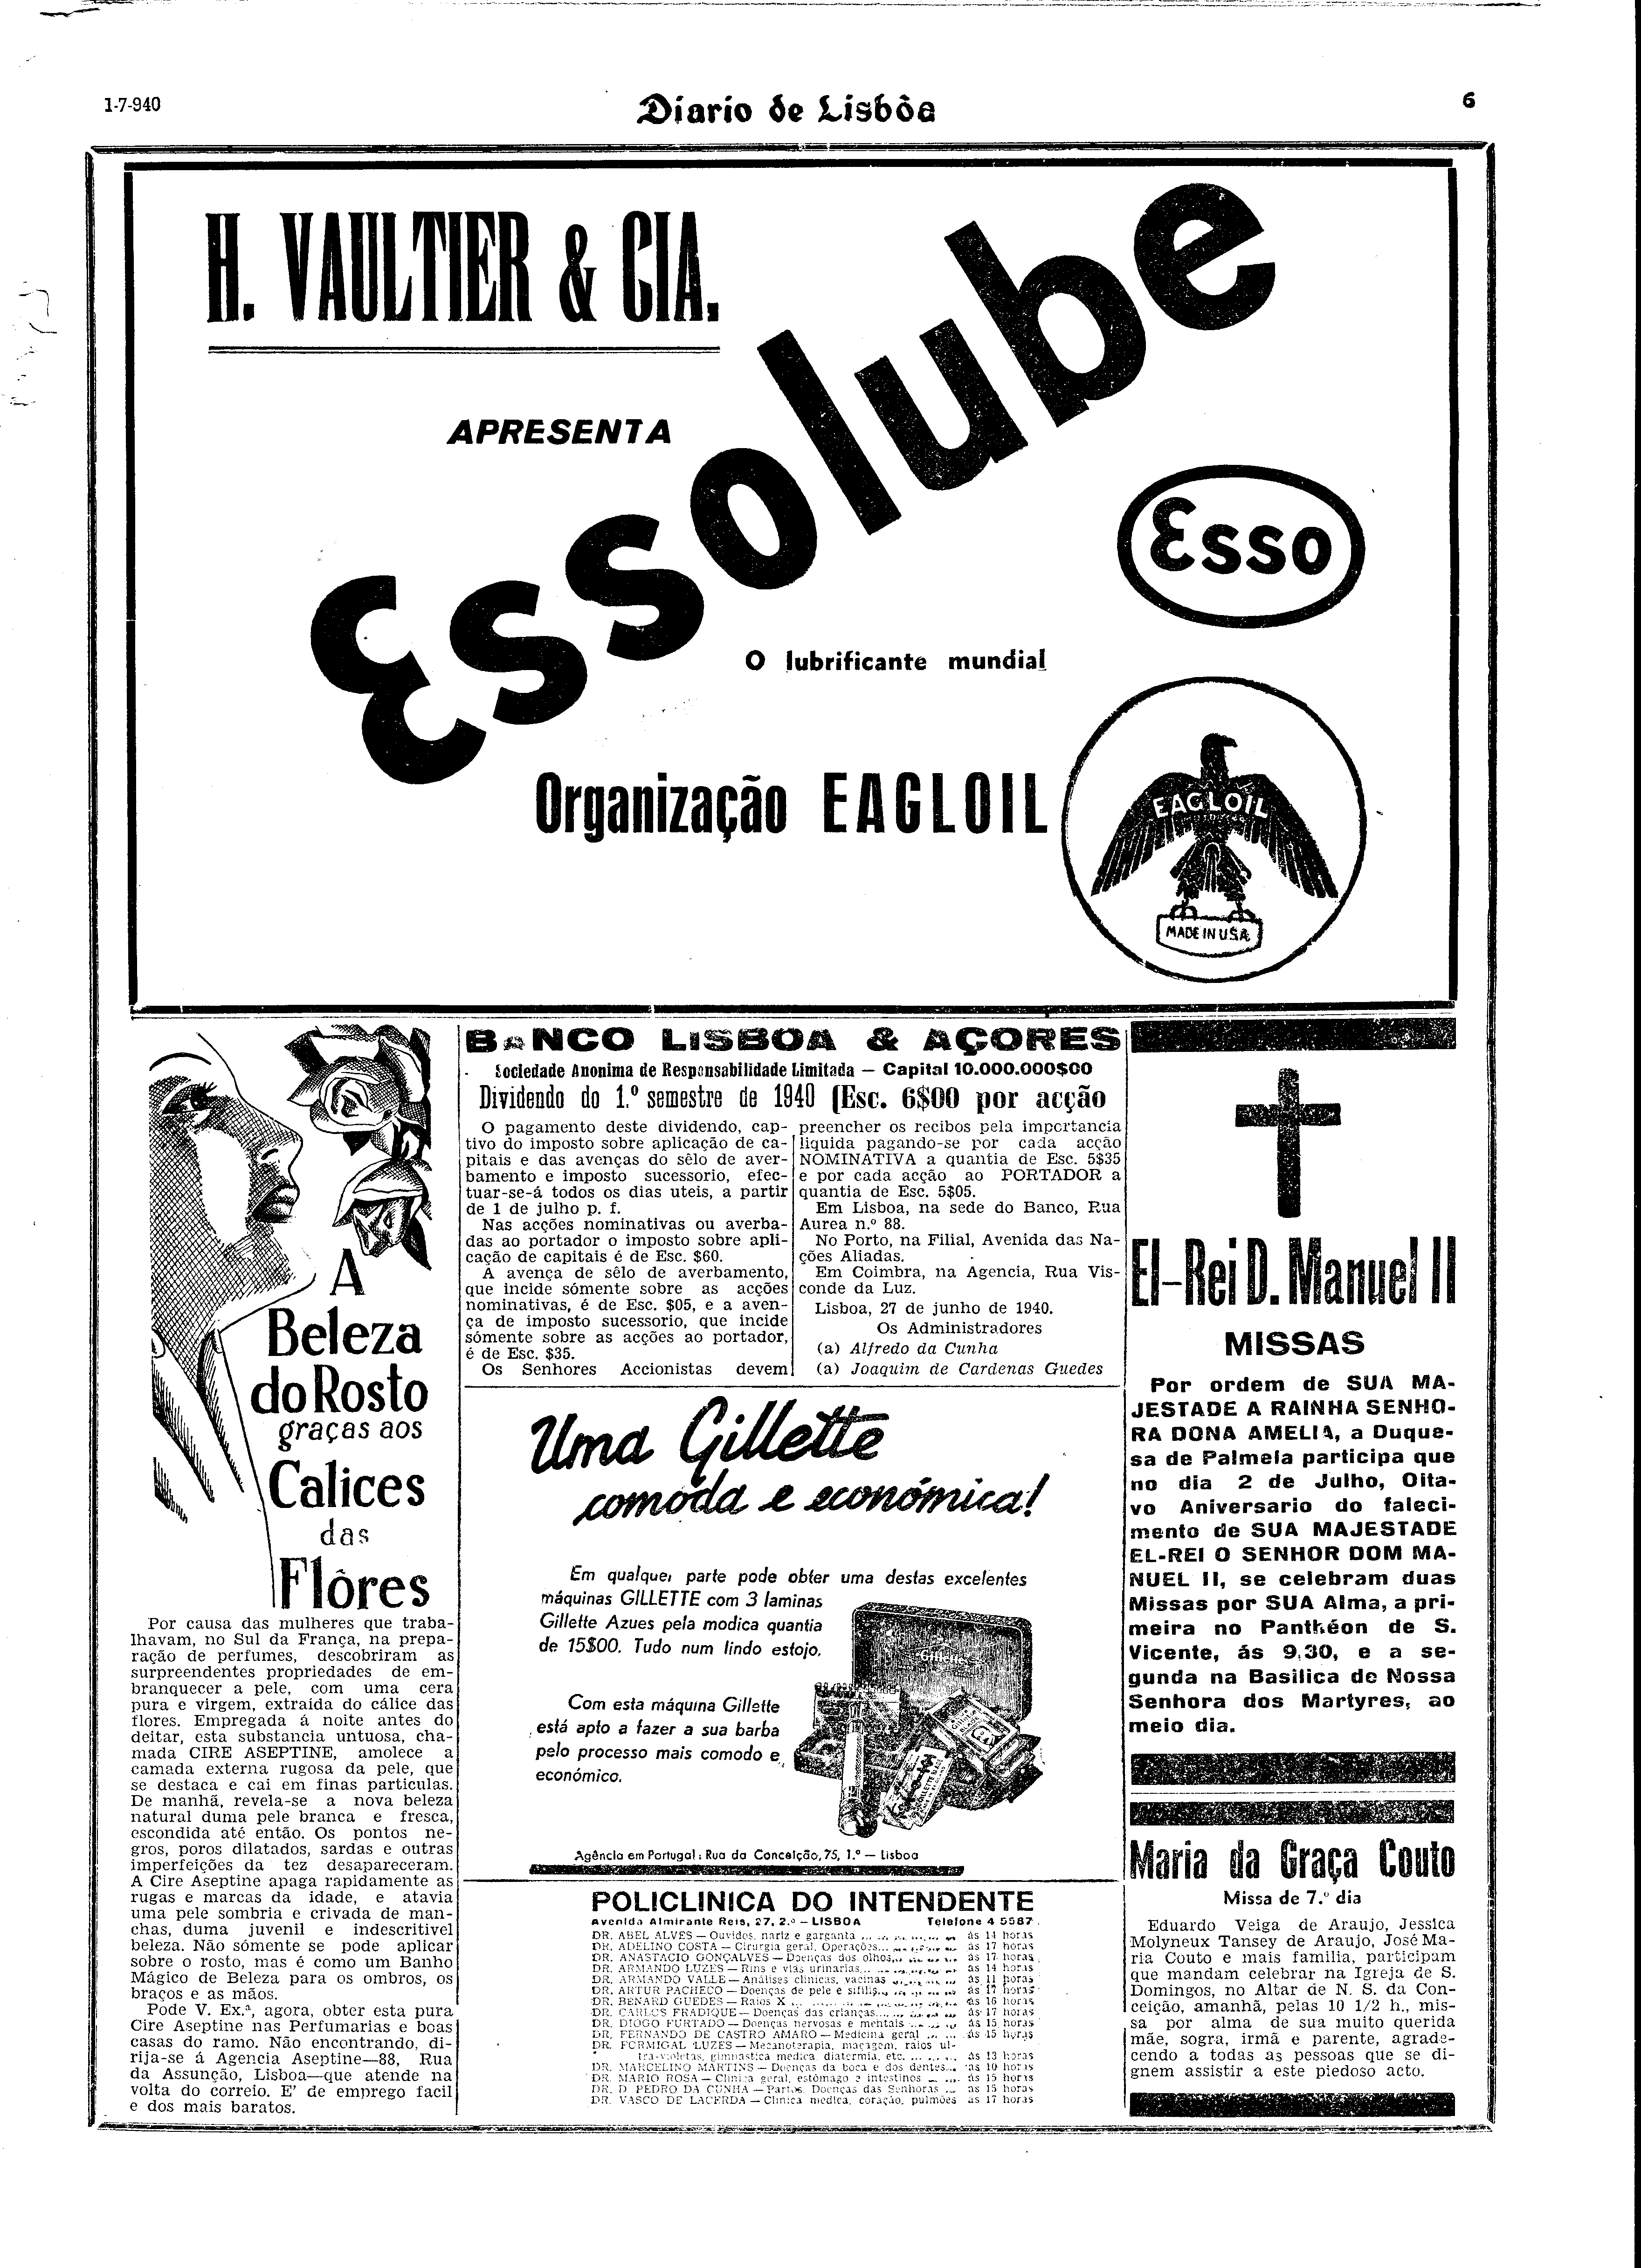 1-7-940
Diario de Lisbôa
6
H. VAULTIER & CIA.
APRESENTA
Essolube
Esso
O lubrificante mundial
Organização EAGLOIL
EAGLOIL
MADE IN U.S.A.
A
Beleza
do Rosto
graças aos
Calices
das
Flôres
Por causa das mulheres que traba-
lhavam, no Sul da França, na prepa-
ração de perfumes, descobriram as
surpreendentes propriedades de em-
branquecer a pele, com uma cera
pura e virgem, extraida do cálice das
flores. Empregada á noite antes do
deitar, esta substancia untuosa, cha-
mada CIRE ASEPTINE, amolece a
camada externa rugosa da pele, que
se destaca e cai em finas particulas.
De manhã, revela-se a nova beleza
natural duma pele branca e fresca,
escondida até então. Os pontos ne-
gros, poros dilatados, sardas e outras
imperfeições da tez desapareceram.
A Cire Aseptine apaga rapidamente as
rugas e marcas da idade, e atavia
uma pele sombria e crivada de man-
chas, duma juvenil e indescritivel
beleza. Não sómente se pode aplicar
sobre o rosto, mas é como um Banho
Mágico de Beleza para os ombros, os
braços e as mãos.
Pode V. Ex.ª, agora, obter esta pura
Cire Aseptine nas Perfumarias e boas
casas do ramo. Não encontrando, di-
rija-se á Agencia Aseptine—88, Rua
da Assunção, Lisboa—que atende na
volta do correio. E' de emprego facil
e dos mais baratos.
BANCO LISBOA & AÇORES
Sociedade Anonima de Responsabilidade Limitada — Capital 10.000.000$00
Dividendo do 1.º semestre de 1940 (Esc. 6$00 por acção
O pagamento deste dividendo, cap-
tivo do imposto sobre aplicação de ca-
pitais e das avenças do sêlo de aver-
bamento e imposto sucessorio, efec-
tuar-se-á todos os dias uteis, a partir
de 1 de julho p. f.
Nas acções nominativas ou averba-
das ao portador o imposto sobre apli-
cação de capitais é de Esc. $60.
A avença de sêlo de averbamento,
que incide sómente sobre as acções
nominativas, é de Esc. $05, e a aven-
ça de imposto sucessorio, que incide
sómente sobre as acções ao portador,
é de Esc. $35.
Os Senhores Accionistas devem
preencher os recibos pela importancia
liquida pagando-se por cada acção
NOMINATIVA a quantia de Esc. 5$35
e por cada acção ao PORTADOR a
quantia de Esc. 5$05.
Em Lisboa, na sede do Banco, Rua
Aurea n.º 88.
No Porto, na Filial, Avenida das Na-
ções Aliadas.
Em Coimbra, na Agencia, Rua Vis-
conde da Luz.
Lisboa, 27 de junho de 1940.
Os Administradores
(a) Alfredo da Cunha
(a) Joaquim de Cardenas Guedes
Uma Gillette
comoda e económica!
Em qualquer parte pode obter uma destas excelentes
máquinas GILLETTE com 3 laminas
Gillette Azues pela modica quantia
de 15$00. Tudo num lindo estojo.
Gillette
Com esta máquina Gillette
está apto a fazer a sua barba
pelo processo mais comodo e
económico.
Agência em Portugal: Rua da Conceição, 75, 1.º — Lisboa
POLICLINICA DO INTENDENTE
Avenida Almirante Reis, 27, 2.º — LISBOA Telefone 4 5587
DR. ABEL ALVES — Ouvidos, nariz e garganta ... ás 14 horas
DR. ADELINO COSTA — Cirurgia geral, Operações... ás 17 horas
DR. ANASTACIO GONÇALVES — Doenças dos olhos... ás 17 horas
DR. ARMANDO LUZES — Rins e vias urinarias... ás 14 horas
DR. ARMANDO VALLE — Análises clinicas, vacinas ... ás 11 horas
DR. ARTUR PACHECO — Doenças de pele e sifilis... ás 17 horas
DR. BENARD GUEDES — Raios X ... ás 16 horas
DR. CARLOS FRADIQUE — Doenças das crianças... ás 17 horas
DR. DIOGO FURTADO — Doenças nervosas e mentais ... ás 15 horas
DR. FERNANDO DE CASTRO AMARO — Medicina geral ... ás 15 horas
DR. FORMIGAL LUZES — Mecanoterapia, maçagem, raios ul-
tra-violetas, gimnastica medica diatermia, etc. ... ás 13 horas
DR. MARCELINO MARTINS — Doenças da boca e dos dentes... ás 10 horas
DR. MARIO ROSA — Clinica geral, estômago e intestinos ... ás 15 horas
DR. D PEDRO DA CUNHA — Partos. Doenças das Senhoras ... as 15 horas
DR. VASCO DE LACERDA — Clinica medica, coração, pulmões as 17 horas
El-Rei D. Manuel II
MISSAS
Por ordem de SUA MA-
JESTADE A RAINHA SENHO-
RA DONA AMELIA, a Duque-
sa de Palmela participa que
no dia 2 de Julho, Oita-
vo Aniversario do faleci-
mento de SUA MAJESTADE
EL-REI O SENHOR DOM MA-
NUEL II, se celebram duas
Missas por SUA Alma, a pri-
meira no Panthéon de S.
Vicente, ás 9,30, e a se-
gunda na Basilica de Nossa
Senhora dos Martyres, ao
meio dia.
Maria da Graça Couto
Missa de 7.º dia
Eduardo Veiga de Araujo, Jessica
Molyneux Tansey de Araujo, José Ma-
ria Couto e mais familia, participam
que mandam celebrar na Igreja de S.
Domingos, no Altar de N. S. da Con-
ceição, amanhã, pelas 10 1/2 h., mis-
sa por alma de sua muito querida
mãe, sogra, irmã e parente, agrade-
cendo a todas as pessoas que se di-
gnem assistir a este piedoso acto.